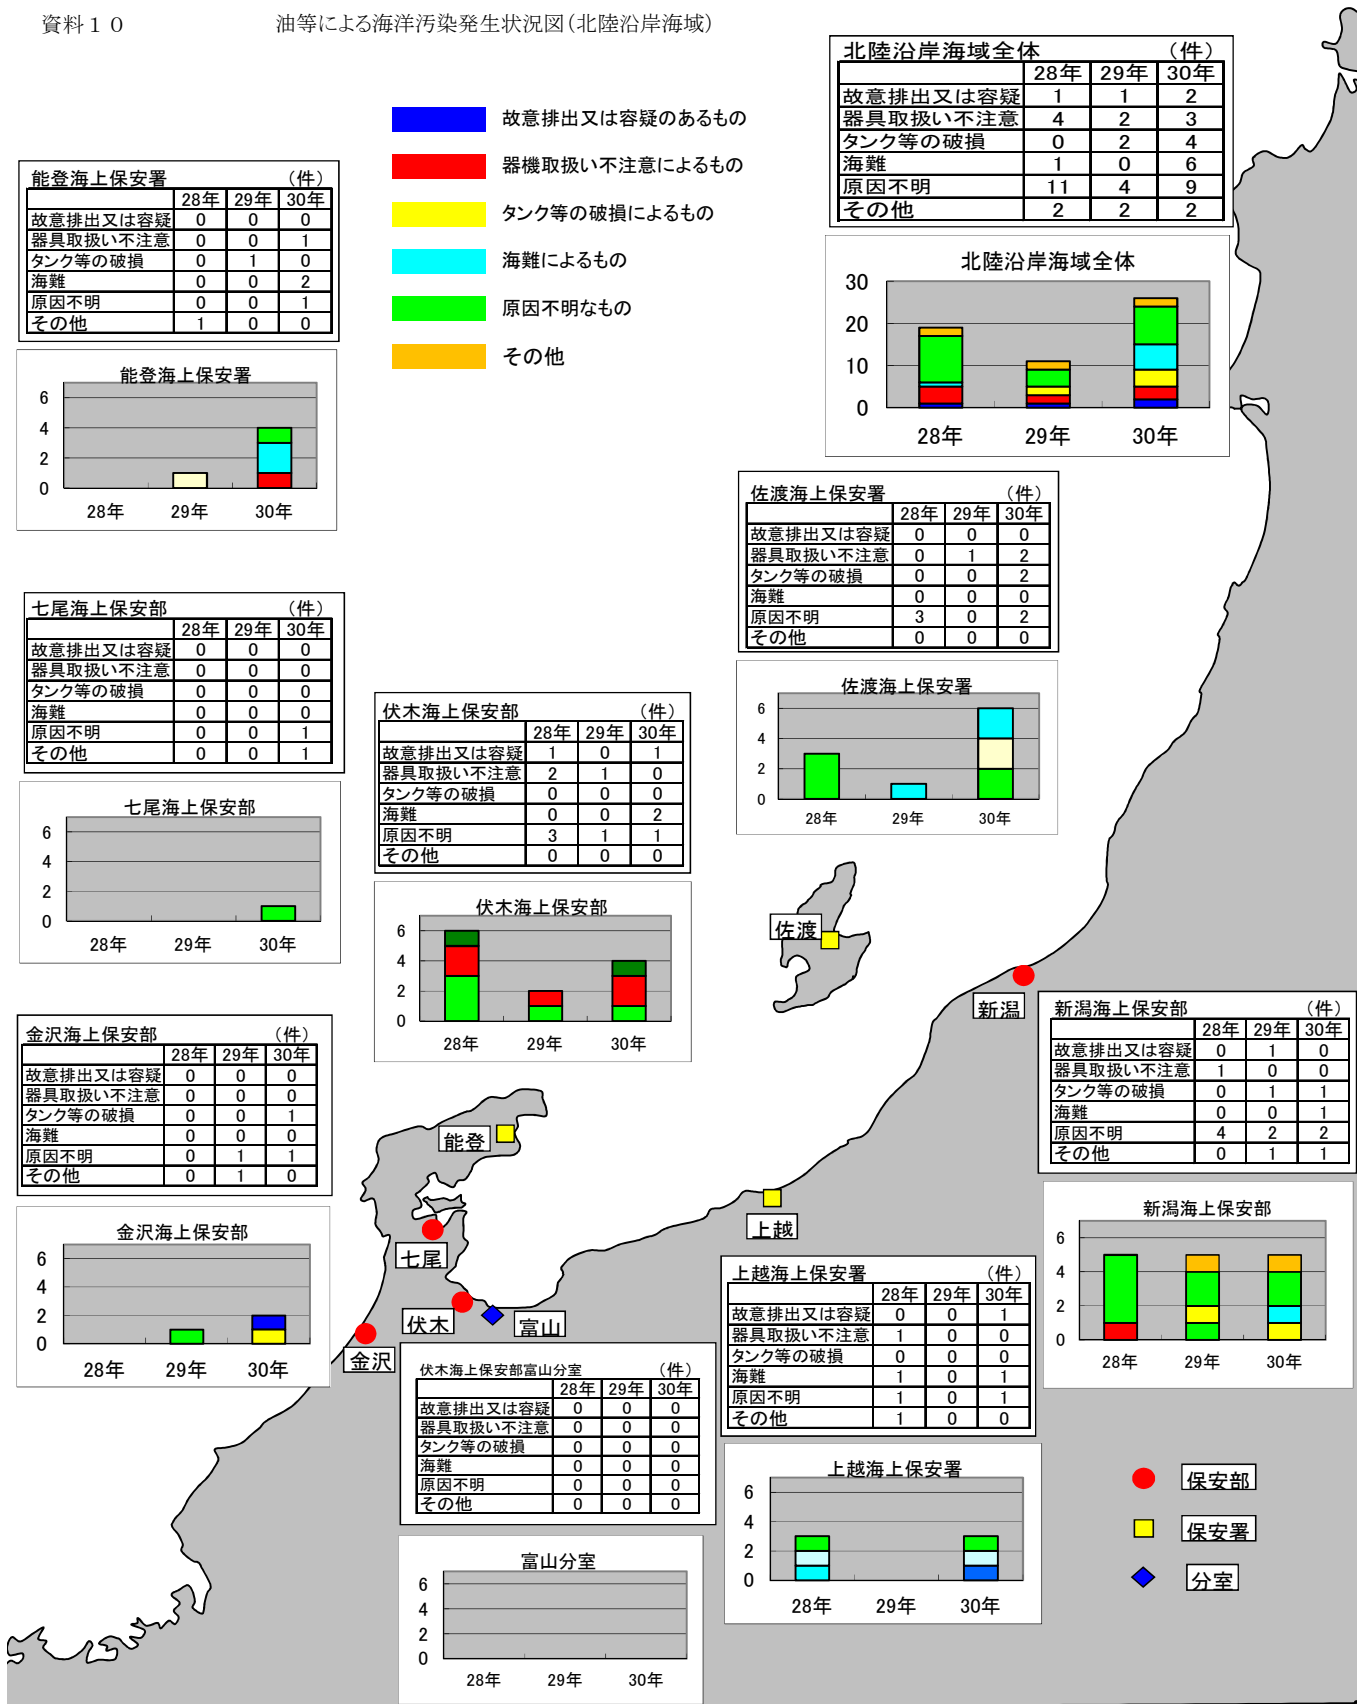 資料１０　油等による海洋汚染発生状況図(北陸沿岸海域)
故意排出又は容疑のあるもの
器機取扱い不注意によるもの
タンク等の破損によるもの
海難によるもの
原因不明なもの
その他
北陸沿岸海域全体 (件)
28年 29年 30年
故意排出又は容疑 1 1 2
器具取扱い不注意 4 2 3
タンク等の破損 0 2 4
海難 1 0 6
原因不明 11 4 9
その他 2 2 2
北陸沿岸海域全体
30
20
10
0
28年 29年 30年
能登海上保安署 (件)
28年 29年 30年
故意排出又は容疑 0 0 0
器具取扱い不注意 0 0 1
タンク等の破損 0 1 0
海難 0 0 2
原因不明 0 0 1
その他 1 0 0
能登海上保安署
6
4
2
0
28年 29年 30年
佐渡海上保安署 (件)
28年 29年 30年
故意排出又は容疑 0 0 0
器具取扱い不注意 0 1 2
タンク等の破損 0 0 2
海難 0 0 0
原因不明 3 0 2
その他 0 0 0
佐渡海上保安署
6
4
2
0
28年 29年 30年
七尾海上保安部 (件)
28年 29年 30年
故意排出又は容疑 0 0 0
器具取扱い不注意 0 0 0
タンク等の破損 0 0 0
海難 0 0 0
原因不明 0 0 1
その他 0 0 1
七尾海上保安部
6
4
2
0
28年 29年 30年
伏木海上保安部 (件)
28年 29年 30年
故意排出又は容疑 1 0 1
器具取扱い不注意 2 1 0
タンク等の破損 0 0 0
海難 0 0 2
原因不明 3 1 1
その他 0 0 0
伏木海上保安部
6
4
2
0
28年 29年 30年
佐渡
新潟
新潟海上保安部 (件)
28年 29年 30年
故意排出又は容疑 0 1 0
器具取扱い不注意 1 0 0
タンク等の破損 0 1 1
海難 0 0 1
原因不明 4 2 2
その他 0 1 1
新潟海上保安部
6
4
2
0
28年 29年 30年
金沢海上保安部 (件)
28年 29年 30年
故意排出又は容疑 0 0 0
器具取扱い不注意 0 0 0
タンク等の破損 0 0 1
海難 0 0 0
原因不明 0 1 1
その他 0 1 0
金沢海上保安部
6
4
2
0
28年 29年 30年
能登
上越
七尾
伏木
富山
金沢
上越海上保安署 (件)
28年 29年 30年
故意排出又は容疑 0 0 1
器具取扱い不注意 1 0 0
タンク等の破損 0 0 0
海難 1 0 1
原因不明 1 0 1
その他 1 0 0
上越海上保安署
6
4
2
0
28年 29年 30年
伏木海上保安部富山分室 (件)
28年 29年 30年
故意排出又は容疑 0 0 0
器具取扱い不注意 0 0 0
タンク等の破損 0 0 0
海難 0 0 0
原因不明 0 0 0
その他 0 0 0
富山分室
6
4
2
0
28年 29年 30年
保安部
保安署
分室